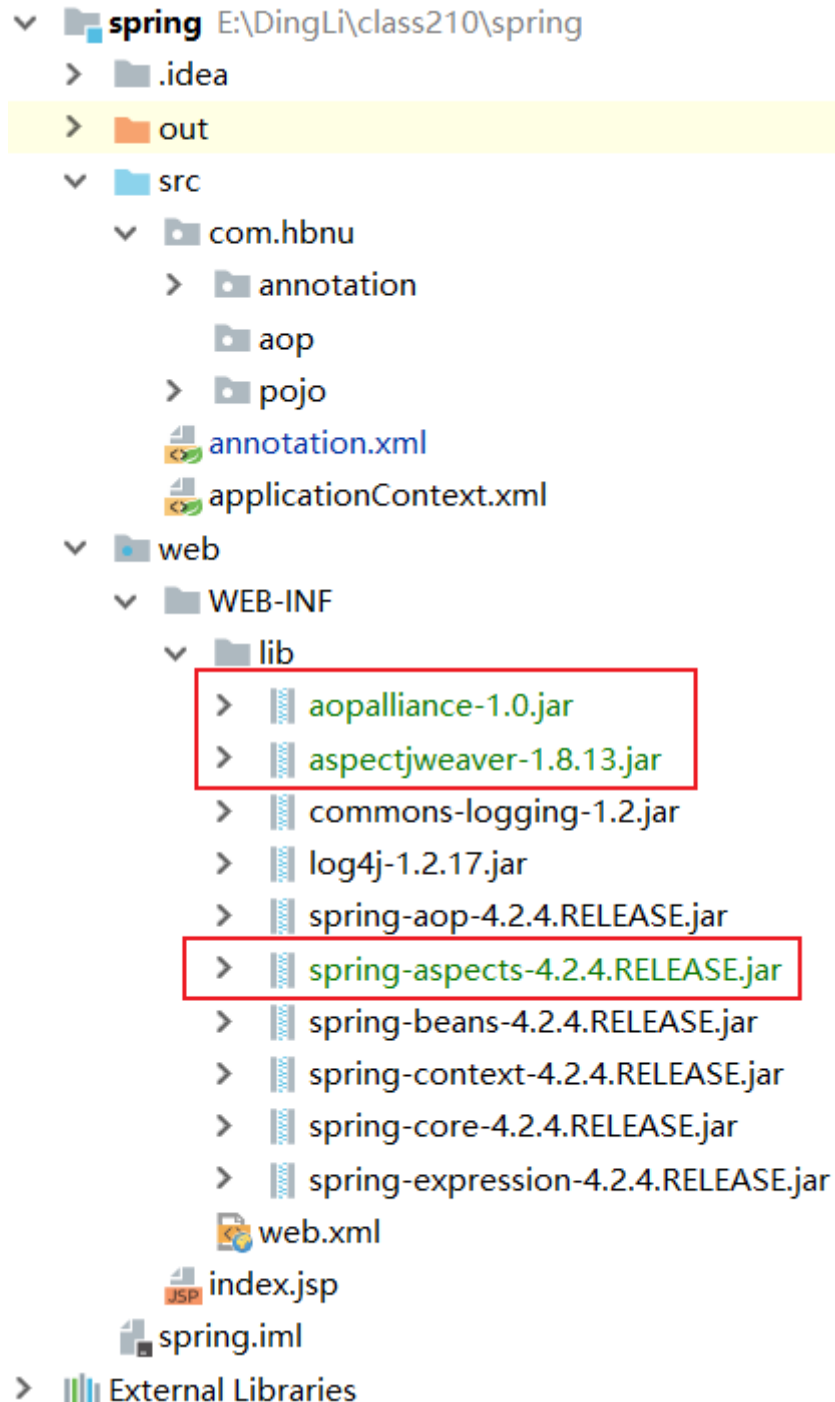 spring E:\DingLi\class210\spring
.idea
out
src
com.hbnu
annotation
aop
pojo
annotation.xml
applicationContext.xml
web
WEB-INF
lib
aopalliance-1.0.jar
aspectjweaver-1.8.13.jar
commons-logging-1.2.jar
log4j-1.2.17.jar
spring-aop-4.2.4.RELEASE.jar
spring-aspects-4.2.4.RELEASE.jar
spring-beans-4.2.4.RELEASE.jar
spring-context-4.2.4.RELEASE.jar
spring-core-4.2.4.RELEASE.jar
spring-expression-4.2.4.RELEASE.jar
web.xml
JSP index.jsp
spring.iml
External Libraries